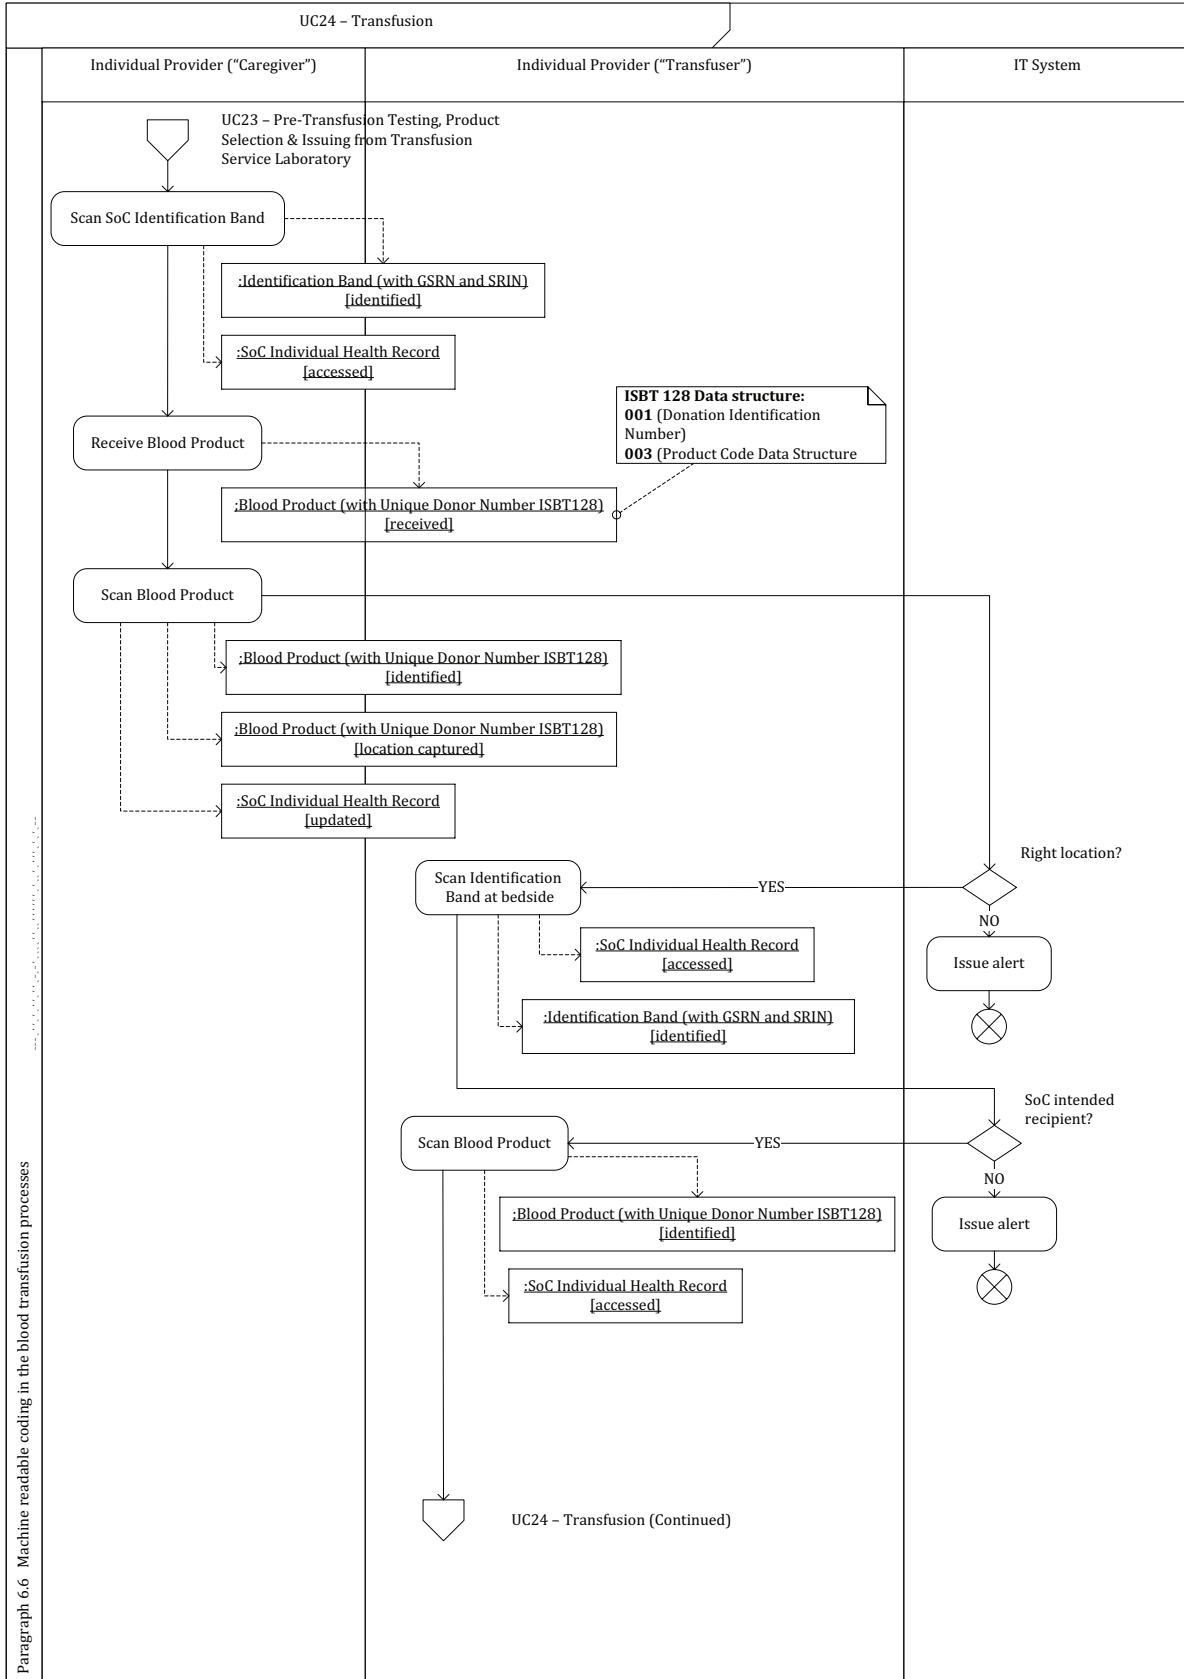 UC24 – Transfusion
Individual Provider (“Caregiver”)
Individual Provider (“Transfuser”)
IT System
UC23 – Pre-Transfusion Testing, Product
Selection & Issuing from Transfusion
Service Laboratory
Scan SoC Identification Band
:Identification Band (with GSRN and SRIN)
[identified]
:SoC Individual Health Record
[accessed]
ISBT 128 Data structure:
001 (Donation Identification
Number)
003 (Product Code Data Structure
Receive Blood Product
:Blood Product (with Unique Donor Number ISBT128)
[received]
Scan Blood Product
:Blood Product (with Unique Donor Number ISBT128)
[identified]
:Blood Product (with Unique Donor Number ISBT128)
[location captured]
:SoC Individual Health Record
[updated]
Right location?
Scan Identification
Band at bedside
YES
NO
:SoC Individual Health Record
[accessed]
Issue alert
:Identification Band (with GSRN and SRIN)
[identified]
SoC intended
recipient?
Scan Blood Product
YES
NO
:Blood Product (with Unique Donor Number ISBT128)
[identified]
Issue alert
:SoC Individual Health Record
[accessed]
UC24 – Transfusion (Continued)
Paragraph 6.6 Machine readable coding in the blood transfusion processes